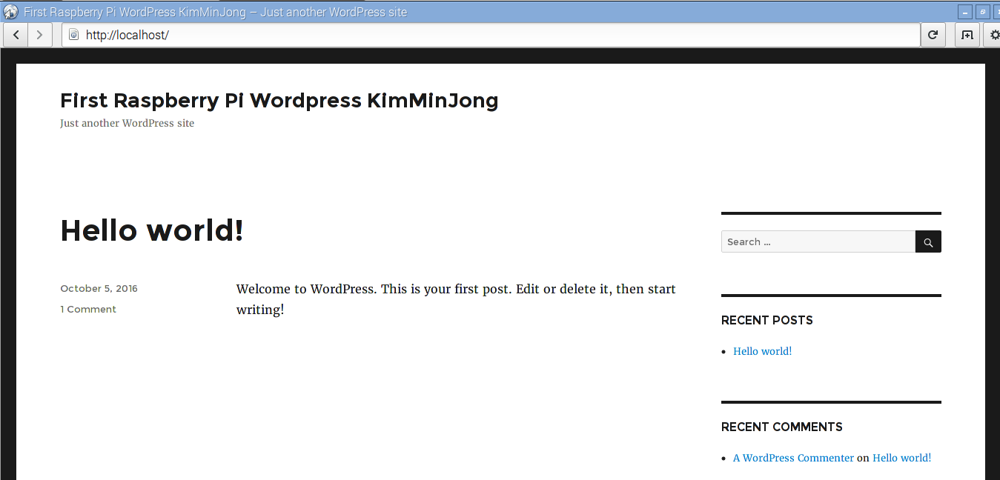 First Raspberry Pi WordPress KimMinJong – Just another WordPress site
http://localhost/
First Raspberry Pi Wordpress KimMinJong
Just another WordPress site
Hello world!
October 5, 2016
1 Comment
Welcome to WordPress. This is your first post. Edit or delete it, then start
writing!
Search ...
RECENT POSTS
Hello world!
RECENT COMMENTS
A WordPress Commenter on Hello world!